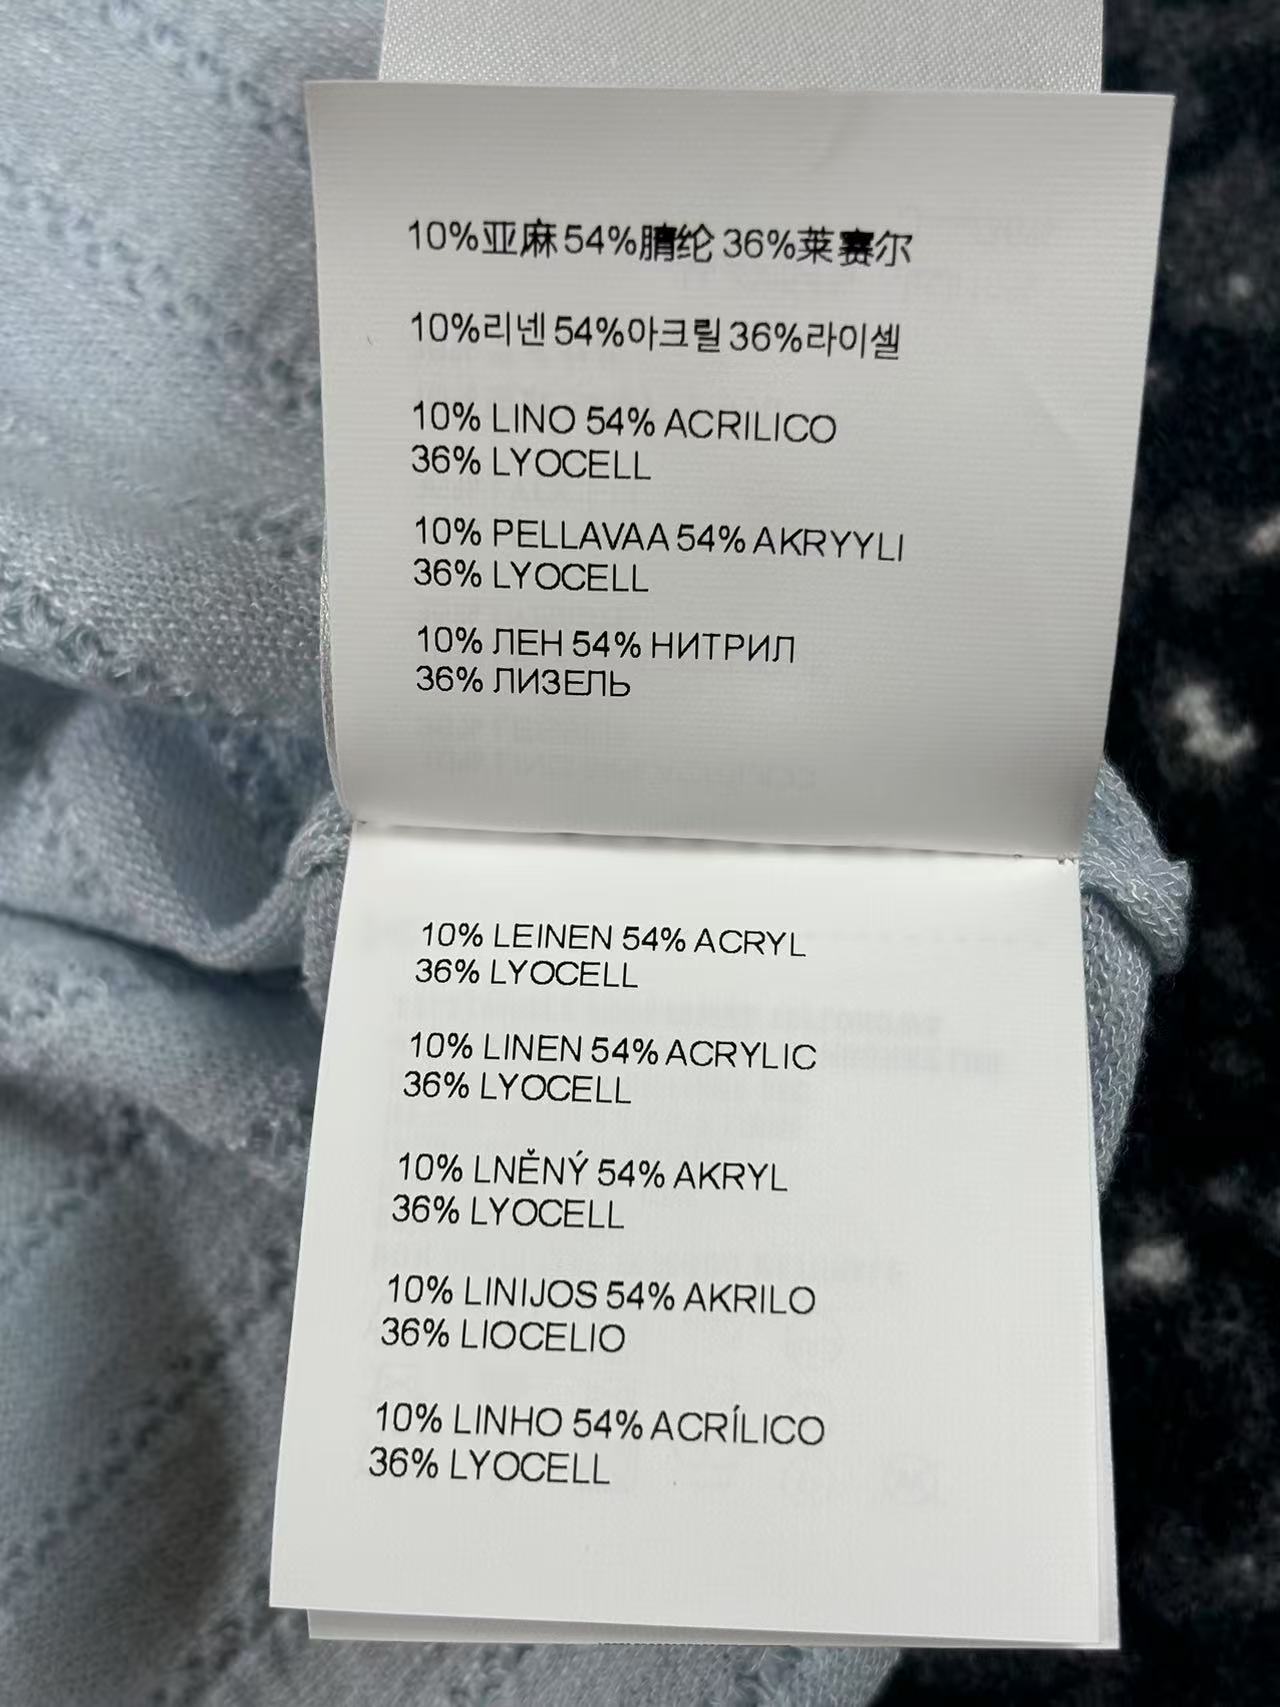 10%亚麻 54%腈纶 36%莱赛尔
10%리넨 54%아크릴 36%라이셀
10% LINO 54% ACRILICO
36% LYOCELL
10% PELLAVAA 54% AKRYYLI
36% LYOCELL
10% ЛЕН 54% НИТРИЛ
36% ЛИЗЕЛЬ
10% LEINEN 54% ACRYL
36% LYOCELL
10% LINEN 54% ACRYLIC
36% LYOCELL
10% LNĚNÝ 54% AKRYL
36% LYOCELL
10% LINIJOS 54% AKRILO
36% LIOCELIO
10% LINHO 54% ACRÍLICO
36% LYOCELL